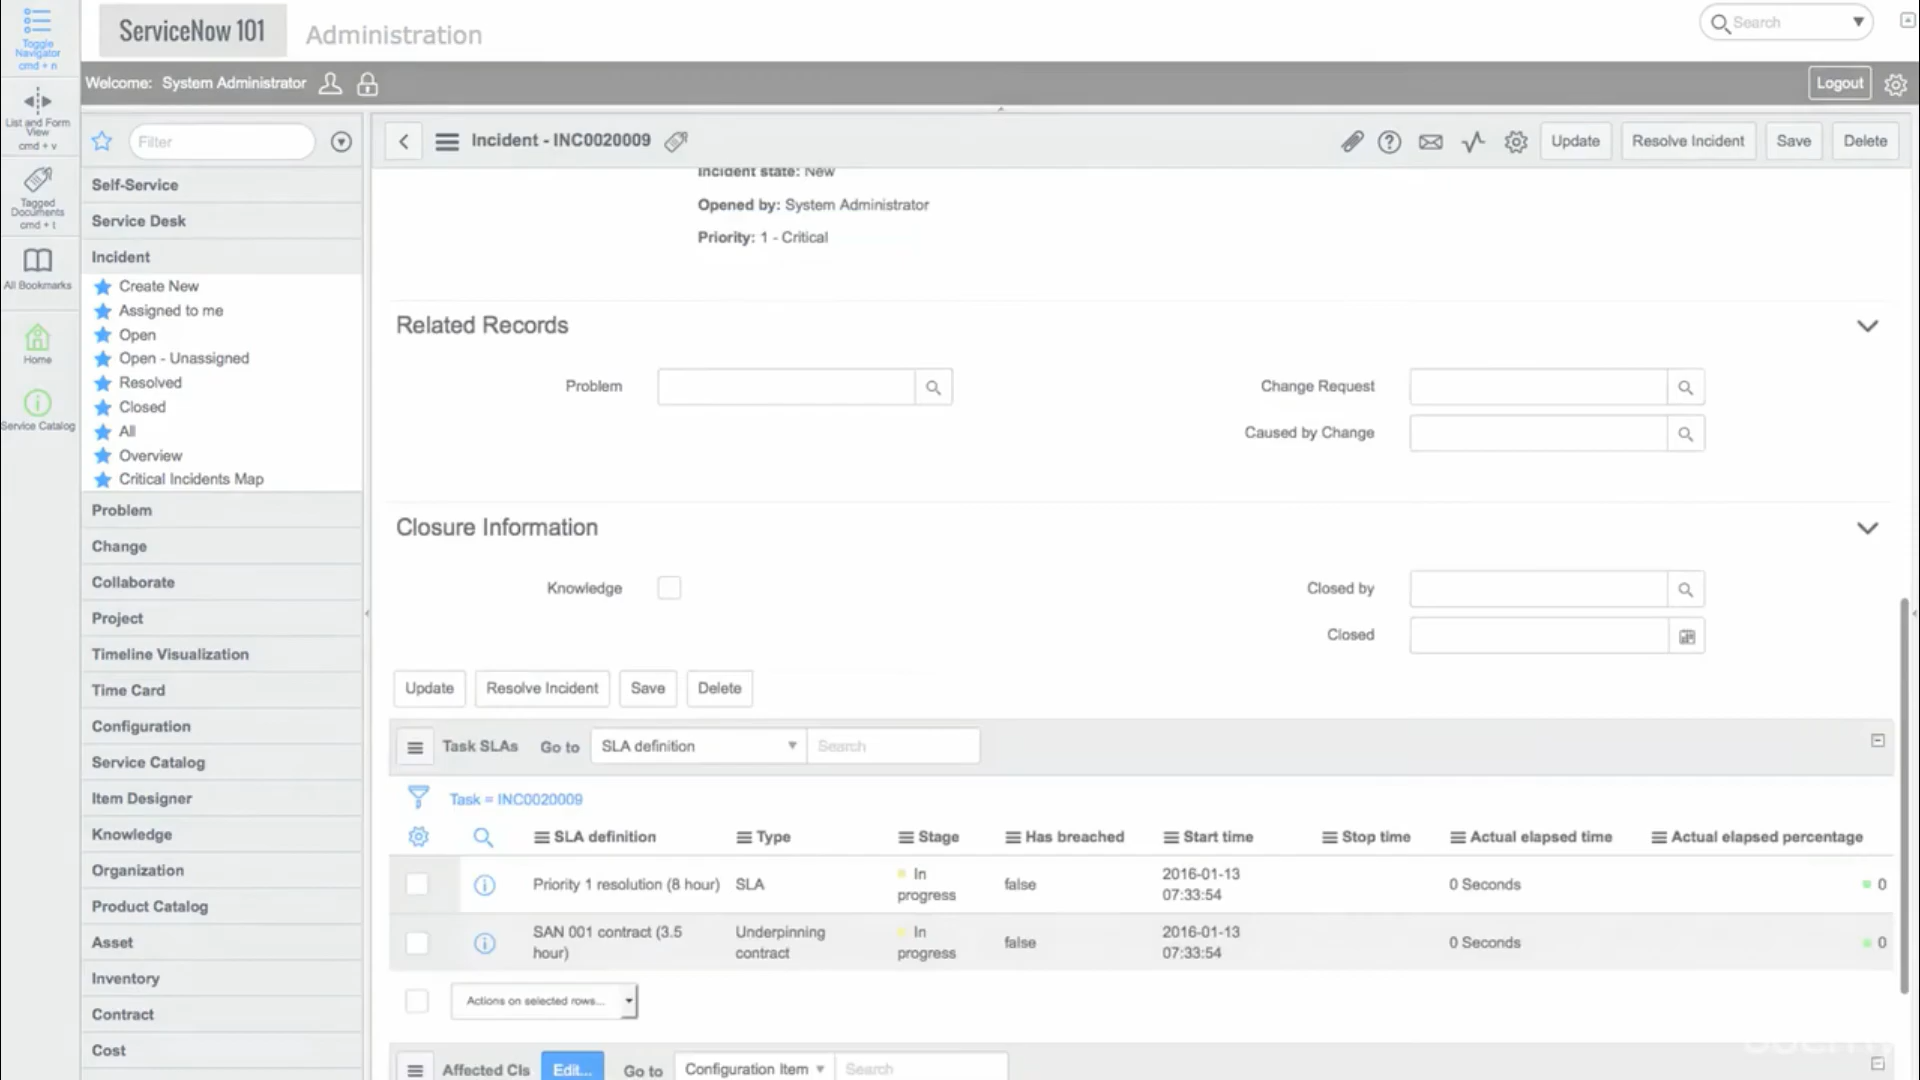 Toggle
Navigator
cmd + n
ServiceNow 101
Administration
Search
Welcome: System Administrator
Logout
List and Form
View
cmd + v
Tagged
Documents
cmd + t
All Bookmarks
Home
Service Catalog
Filter
Self-Service
Service Desk
Incident
Create New
Assigned to me
Open
Open - Unassigned
Resolved
Closed
All
Overview
Critical Incidents Map
Problem
Change
Collaborate
Project
Timeline Visualization
Time Card
Configuration
Service Catalog
Item Designer
Knowledge
Organization
Product Catalog
Asset
Inventory
Contract
Cost
Incident - INC0020009
Update
Resolve Incident
Save
Delete
Incident state: New
Opened by: System Administrator
Priority: 1 - Critical
Related Records
Problem
Change Request
Caused by Change
Closure Information
Knowledge
Closed by
Closed
Update
Resolve Incident
Save
Delete
Task SLAs Go to SLA definition Search
Task = INC0020009
SLA definition Type Stage Has breached Start time Stop time Actual elapsed time Actual elapsed percentage
Priority 1 resolution (8 hour) SLA In progress false 2016-01-13 07:33:54 0 Seconds 0
SAN 001 contract (3.5 hour) Underpinning contract In progress false 2016-01-13 07:33:54 0 Seconds 0
Actions on selected rows...
Affected CIs Edit... Go to Configuration Item Search